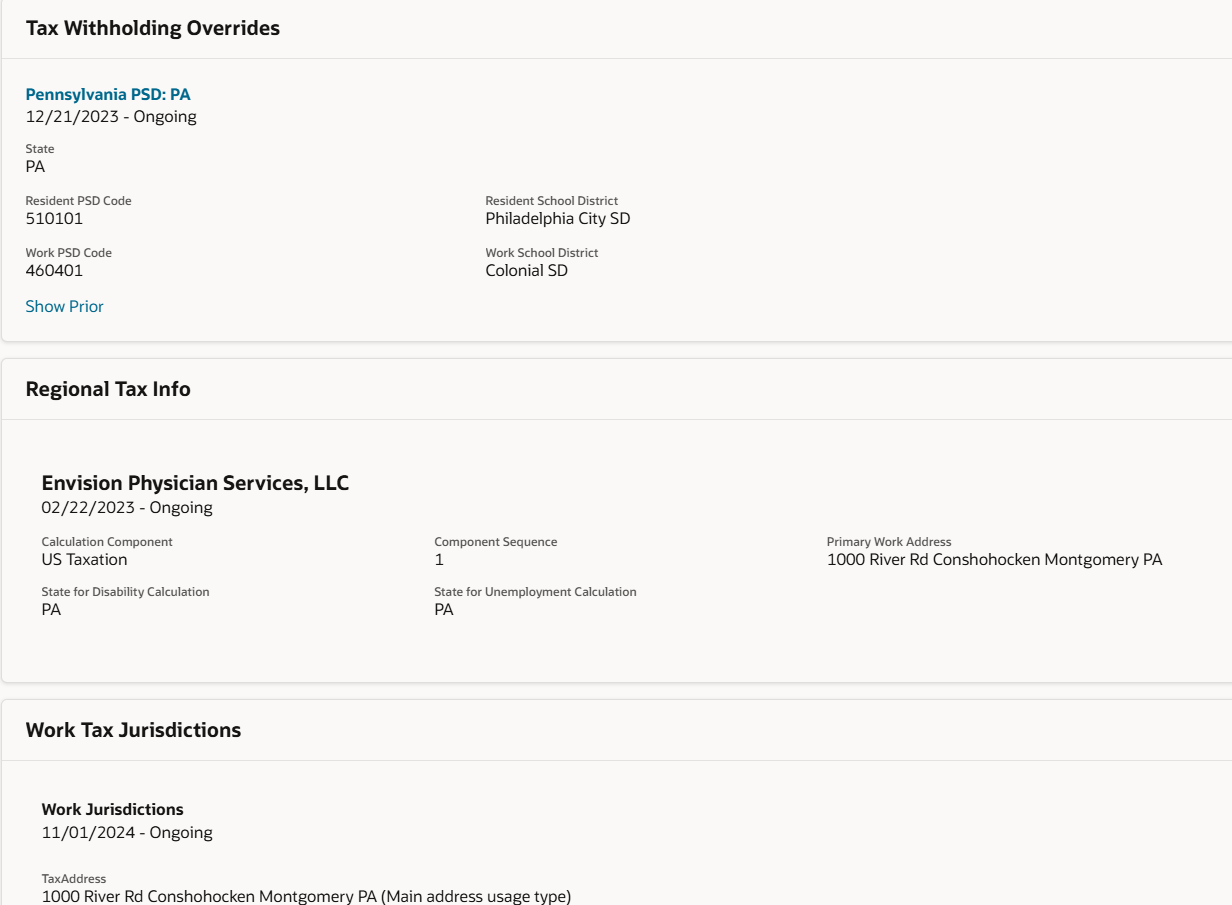 Tax Withholding Overrides
Pennsylvania PSD: PA
12/21/2023 - Ongoing
State
PA
Resident PSD Code
510101
Resident School District
Philadelphia City SD
Work PSD Code
460401
Work School District
Colonial SD
Show Prior
Regional Tax Info
Envision Physician Services, LLC
02/22/2023 - Ongoing
Calculation Component
US Taxation
Component Sequence
1
Primary Work Address
1000 River Rd Conshohocken Montgomery PA
State for Disability Calculation
PA
State for Unemployment Calculation
PA
Work Tax Jurisdictions
Work Jurisdictions
11/01/2024 - Ongoing
TaxAddress
1000 River Rd Conshohocken Montgomery PA (Main address usage type)